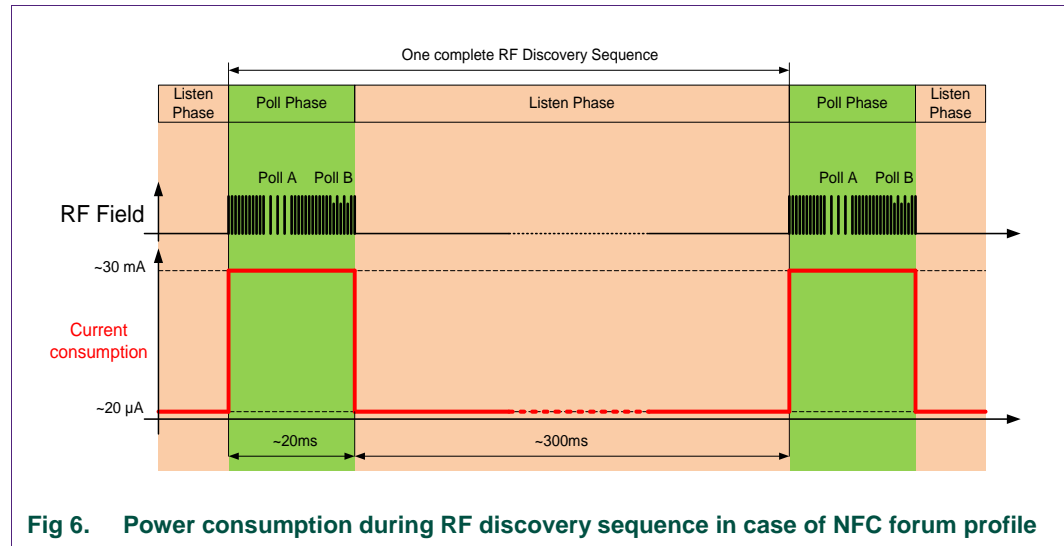 One complete RF Discovery Sequence
Listen
Phase
Poll Phase
Listen Phase
Poll Phase
Listen
Phase
Poll A
Poll B
Poll A
Poll B
RF Field
~30 mA
Current
consumption
~20 µA
~20ms
~300ms
Fig 6. Power consumption during RF discovery sequence in case of NFC forum profile